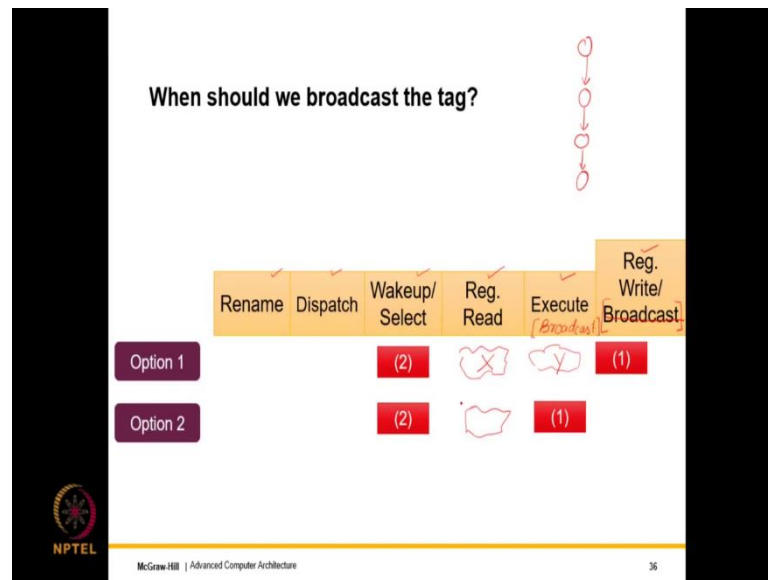 When should we broadcast the tag?
Rename
Dispatch
Wakeup/
Select
Reg.
Read
Execute
[Broadcast]
Reg.
Write/
[Broadcast]
Option 1
(2)
X
Y
(1)
Option 2
(2)
(1)
NPTEL
McGraw-Hill | Advanced Computer Architecture
36